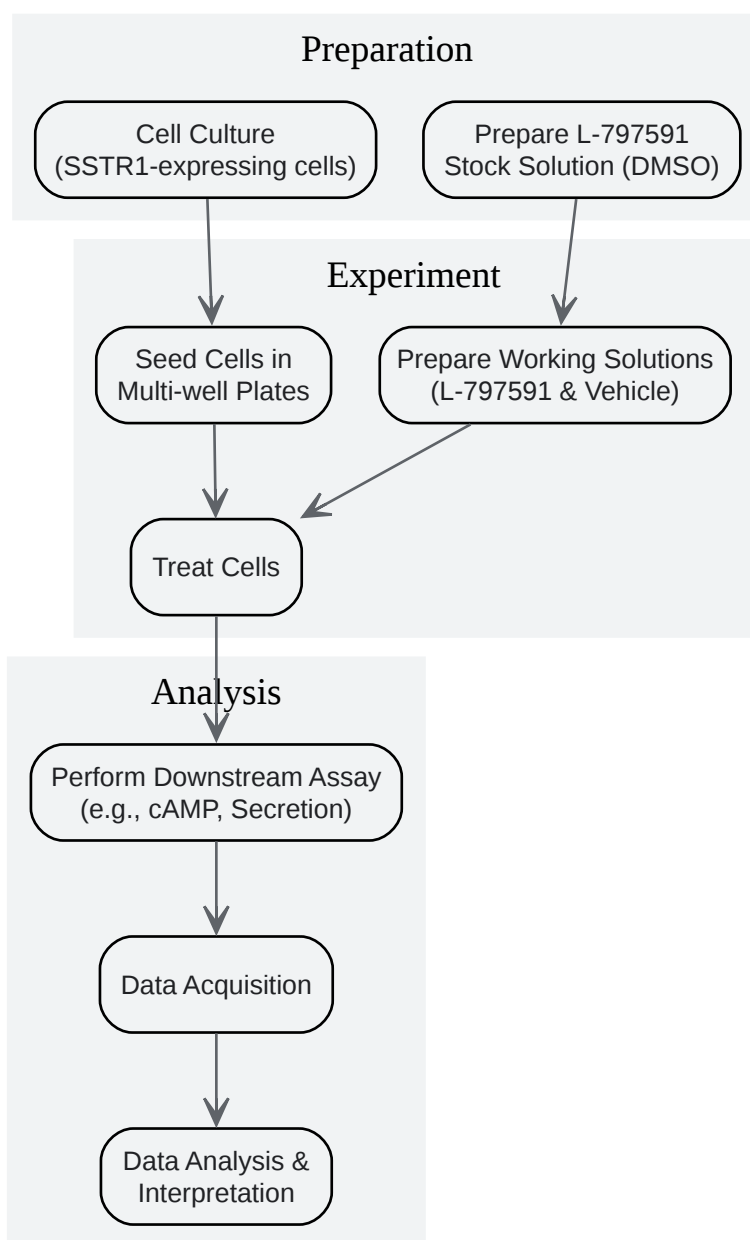 Preparation
Cell Culture
(SSTR1-expressing cells)
Prepare L-797591
Stock Solution (DMSO)
Experiment
Seed Cells in
Multi-well Plates
Prepare Working Solutions
(L-797591 & Vehicle)
Treat Cells
Analysis
Perform Downstream Assay
(e.g., cAMP, Secretion)
Data Acquisition
Data Analysis &
Interpretation